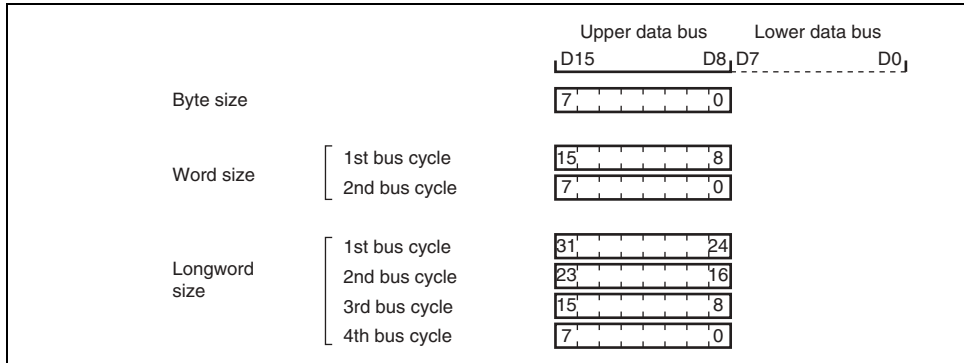 Upper data bus Lower data bus
D15 D8 D7 D0
Byte size 7 0
1st bus cycle 15 8
Word size
2nd bus cycle 7 0
1st bus cycle 31 24
Longword
size
2nd bus cycle 23 16
3rd bus cycle 15 8
4th bus cycle 7 0